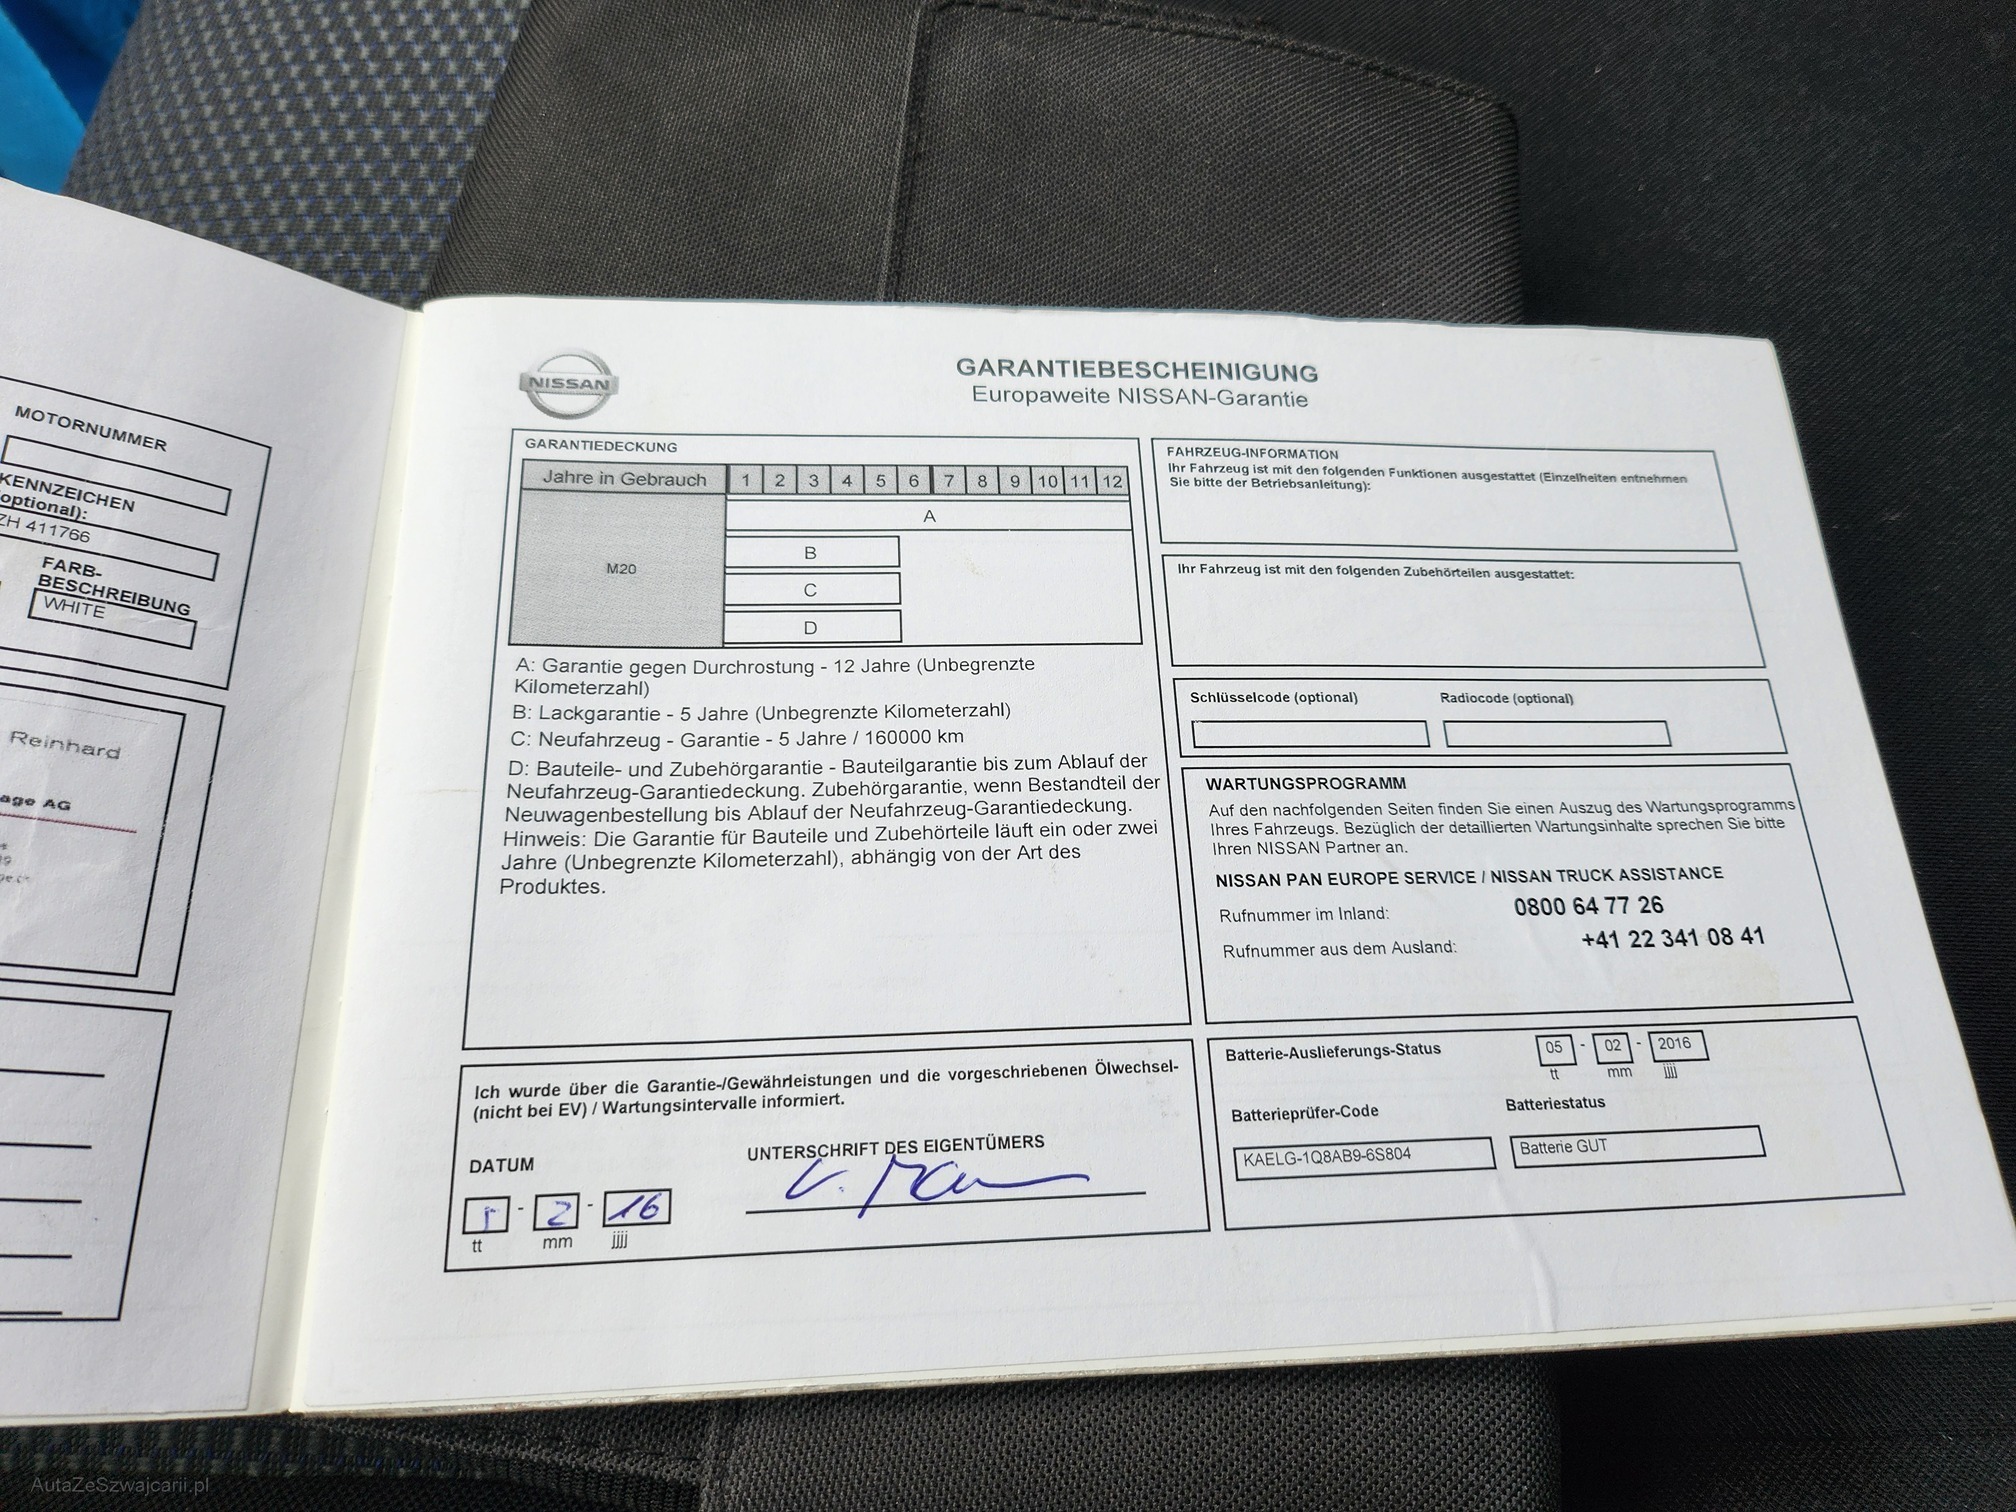 MOTORNUMMER
KENNZEICHEN
(optional):
ZH 411766
FARB-
BESCHREIBUNG
WHITE
Reinhard
age AG
NISSAN
GARANTIEBESCHEINIGUNG
Europaweite NISSAN-Garantie
GARANTIEDECKUNG
Jahre in Gebrauch 1 2 3 4 5 6 7 8 9 10 11 12
A
B
M20
C
D
A: Garantie gegen Durchrostung - 12 Jahre (Unbegrenzte
Kilometerzahl)
B: Lackgarantie - 5 Jahre (Unbegrenzte Kilometerzahl)
C: Neufahrzeug - Garantie - 5 Jahre / 160000 km
D: Bauteile- und Zubehörgarantie - Bauteilgarantie bis zum Ablauf der
Neufahrzeug-Garantiedeckung. Zubehörgarantie, wenn Bestandteil der
Neuwagenbestellung bis Ablauf der Neufahrzeug-Garantiedeckung.
Hinweis: Die Garantie für Bauteile und Zubehörteile läuft ein oder zwei
Jahre (Unbegrenzte Kilometerzahl), abhängig von der Art des
Produktes.
Ich wurde über die Garantie-/Gewährleistungen und die vorgeschriebenen Ölwechsel-
(nicht bei EV) / Wartungsintervalle informiert.
DATUM
UNTERSCHRIFT DES EIGENTÜMERS
5 - 2 - 16
tt mm jjjj
FAHRZEUG-INFORMATION
Ihr Fahrzeug ist mit den folgenden Funktionen ausgestattet (Einzelheiten entnehmen
Sie bitte der Betriebsanleitung):
Ihr Fahrzeug ist mit den folgenden Zubehörteilen ausgestattet:
Schlüsselcode (optional) Radiocode (optional)
WARTUNGSPROGRAMM
Auf den nachfolgenden Seiten finden Sie einen Auszug des Wartungsprogramms
Ihres Fahrzeugs. Bezüglich der detaillierten Wartungsinhalte sprechen Sie bitte
Ihren NISSAN Partner an.
NISSAN PAN EUROPE SERVICE / NISSAN TRUCK ASSISTANCE
Rufnummer im Inland: 0800 64 77 26
Rufnummer aus dem Ausland: +41 22 341 08 41
Batterie-Auslieferungs-Status 05 - 02 - 2016
tt mm jjjj
Batterieprüfer-Code Batteriestatus
KAELG-1Q8AB9-6S804 Batterie GUT
AutaZeSzwajcarii.pl